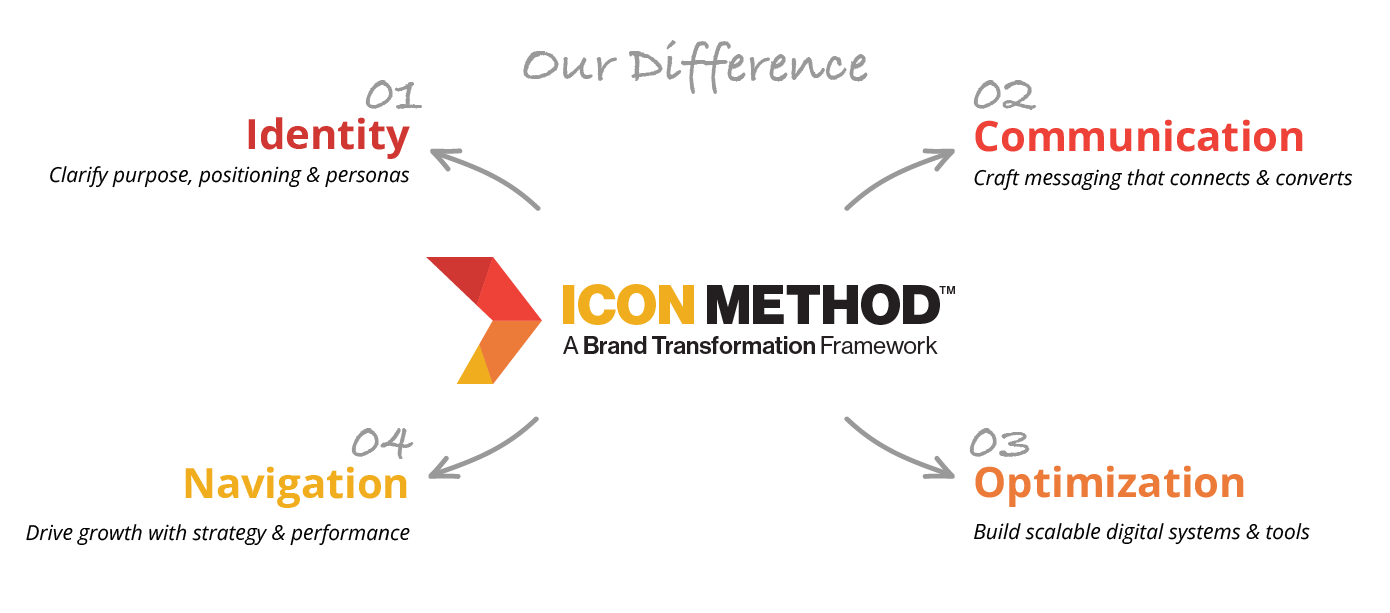 Our Difference
01
Identity
Clarify purpose, positioning & personas
02
Communication
Craft messaging that connects & converts
ICON METHOD™
A Brand Transformation Framework
04
Navigation
Drive growth with strategy & performance
03
Optimization
Build scalable digital systems & tools